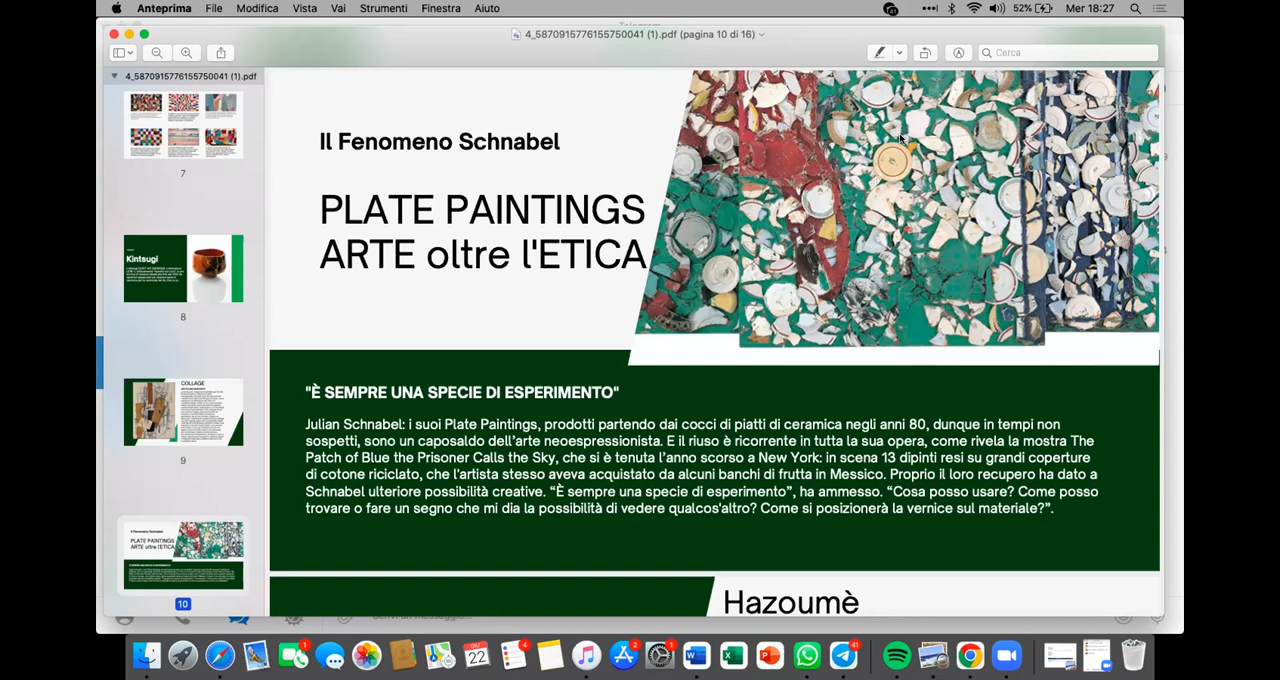 Anteprima File Modifica Vista Vai Strumenti Finestra Aiuto 52% Mer 18:27
4_5870915776155750041 (1).pdf (pagina 10 di 16)
Cerca
4_5870915776155750041 (1).pdf
7
Kintsugi
8
COLLAGE
9
Il Fenomeno Schnabel
PLATE PAINTINGS
ARTE oltre l'ETICA
10
Il Fenomeno Schnabel
PLATE PAINTINGS
ARTE oltre l'ETICA
"È SEMPRE UNA SPECIE DI ESPERIMENTO"
Julian Schnabel: i suoi Plate Paintings, prodotti partendo dai cocci di piatti di ceramica negli anni 80, dunque in tempi non
sospetti, sono un caposaldo dell'arte neoespressionista. E il riuso è ricorrente in tutta la sua opera, come rivela la mostra The
Patch of Blue the Prisoner Calls the Sky, che si è tenuta l'anno scorso a New York: in scena 13 dipinti resi su grandi coperture
di cotone riciclato, che l'artista stesso aveva acquistato da alcuni banchi di frutta in Messico. Proprio il loro recupero ha dato a
Schnabel ulteriore possibilità creative. "È sempre una specie di esperimento", ha ammesso. "Cosa posso usare? Come posso
trovare o fare un segno che mi dia la possibilità di vedere qualcos'altro? Come si posizionerà la vernice sul materiale?".
Hazoumè